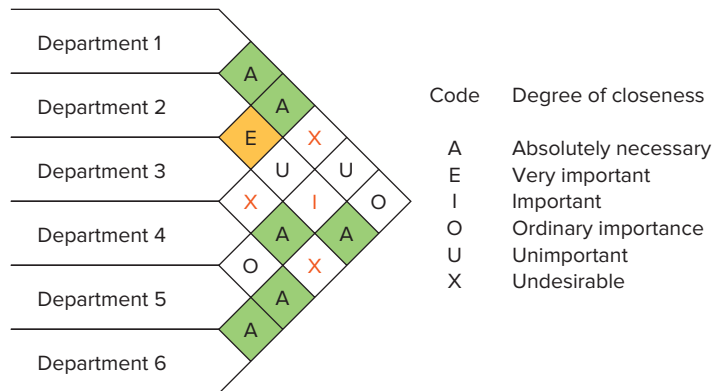 Department 1
A
Department 2
A
E
X
Department 3
U
U
X
I
O
Department 4
A
A
O
X
Department 5
A
A
Department 6
Code Degree of closeness
A Absolutely necessary
E Very important
I Important
O Ordinary importance
U Unimportant
X Undesirable